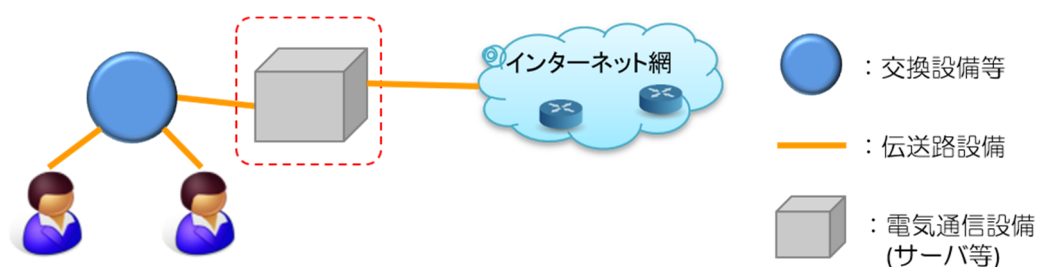 インターネット網
：交換設備等
：伝送路設備
：電気通信設備
(サーバ等)